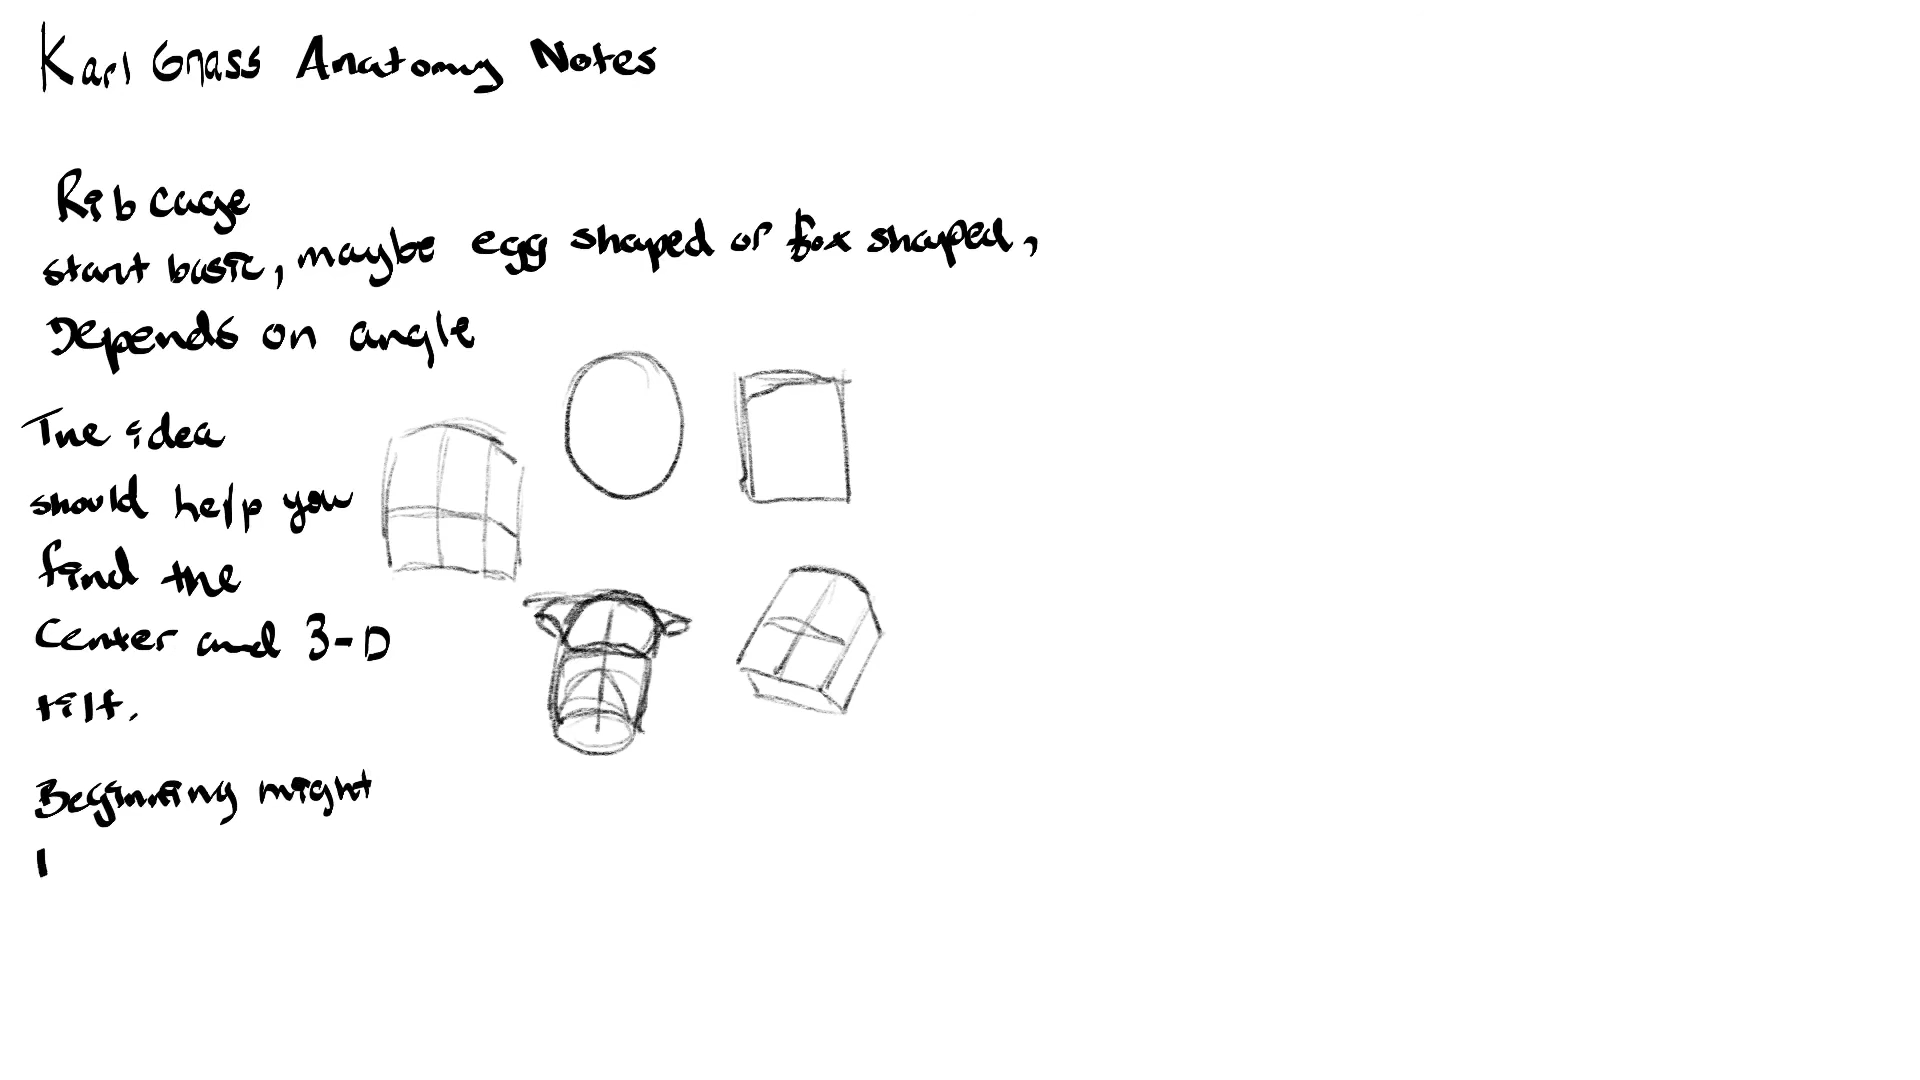 Karl Gnass Anatomy Notes
Rib cage
start basic, maybe egg shaped or box shaped,
Depends on angle
The idea
should help you
find the
Center and 3-D
tilt.
Beginning might